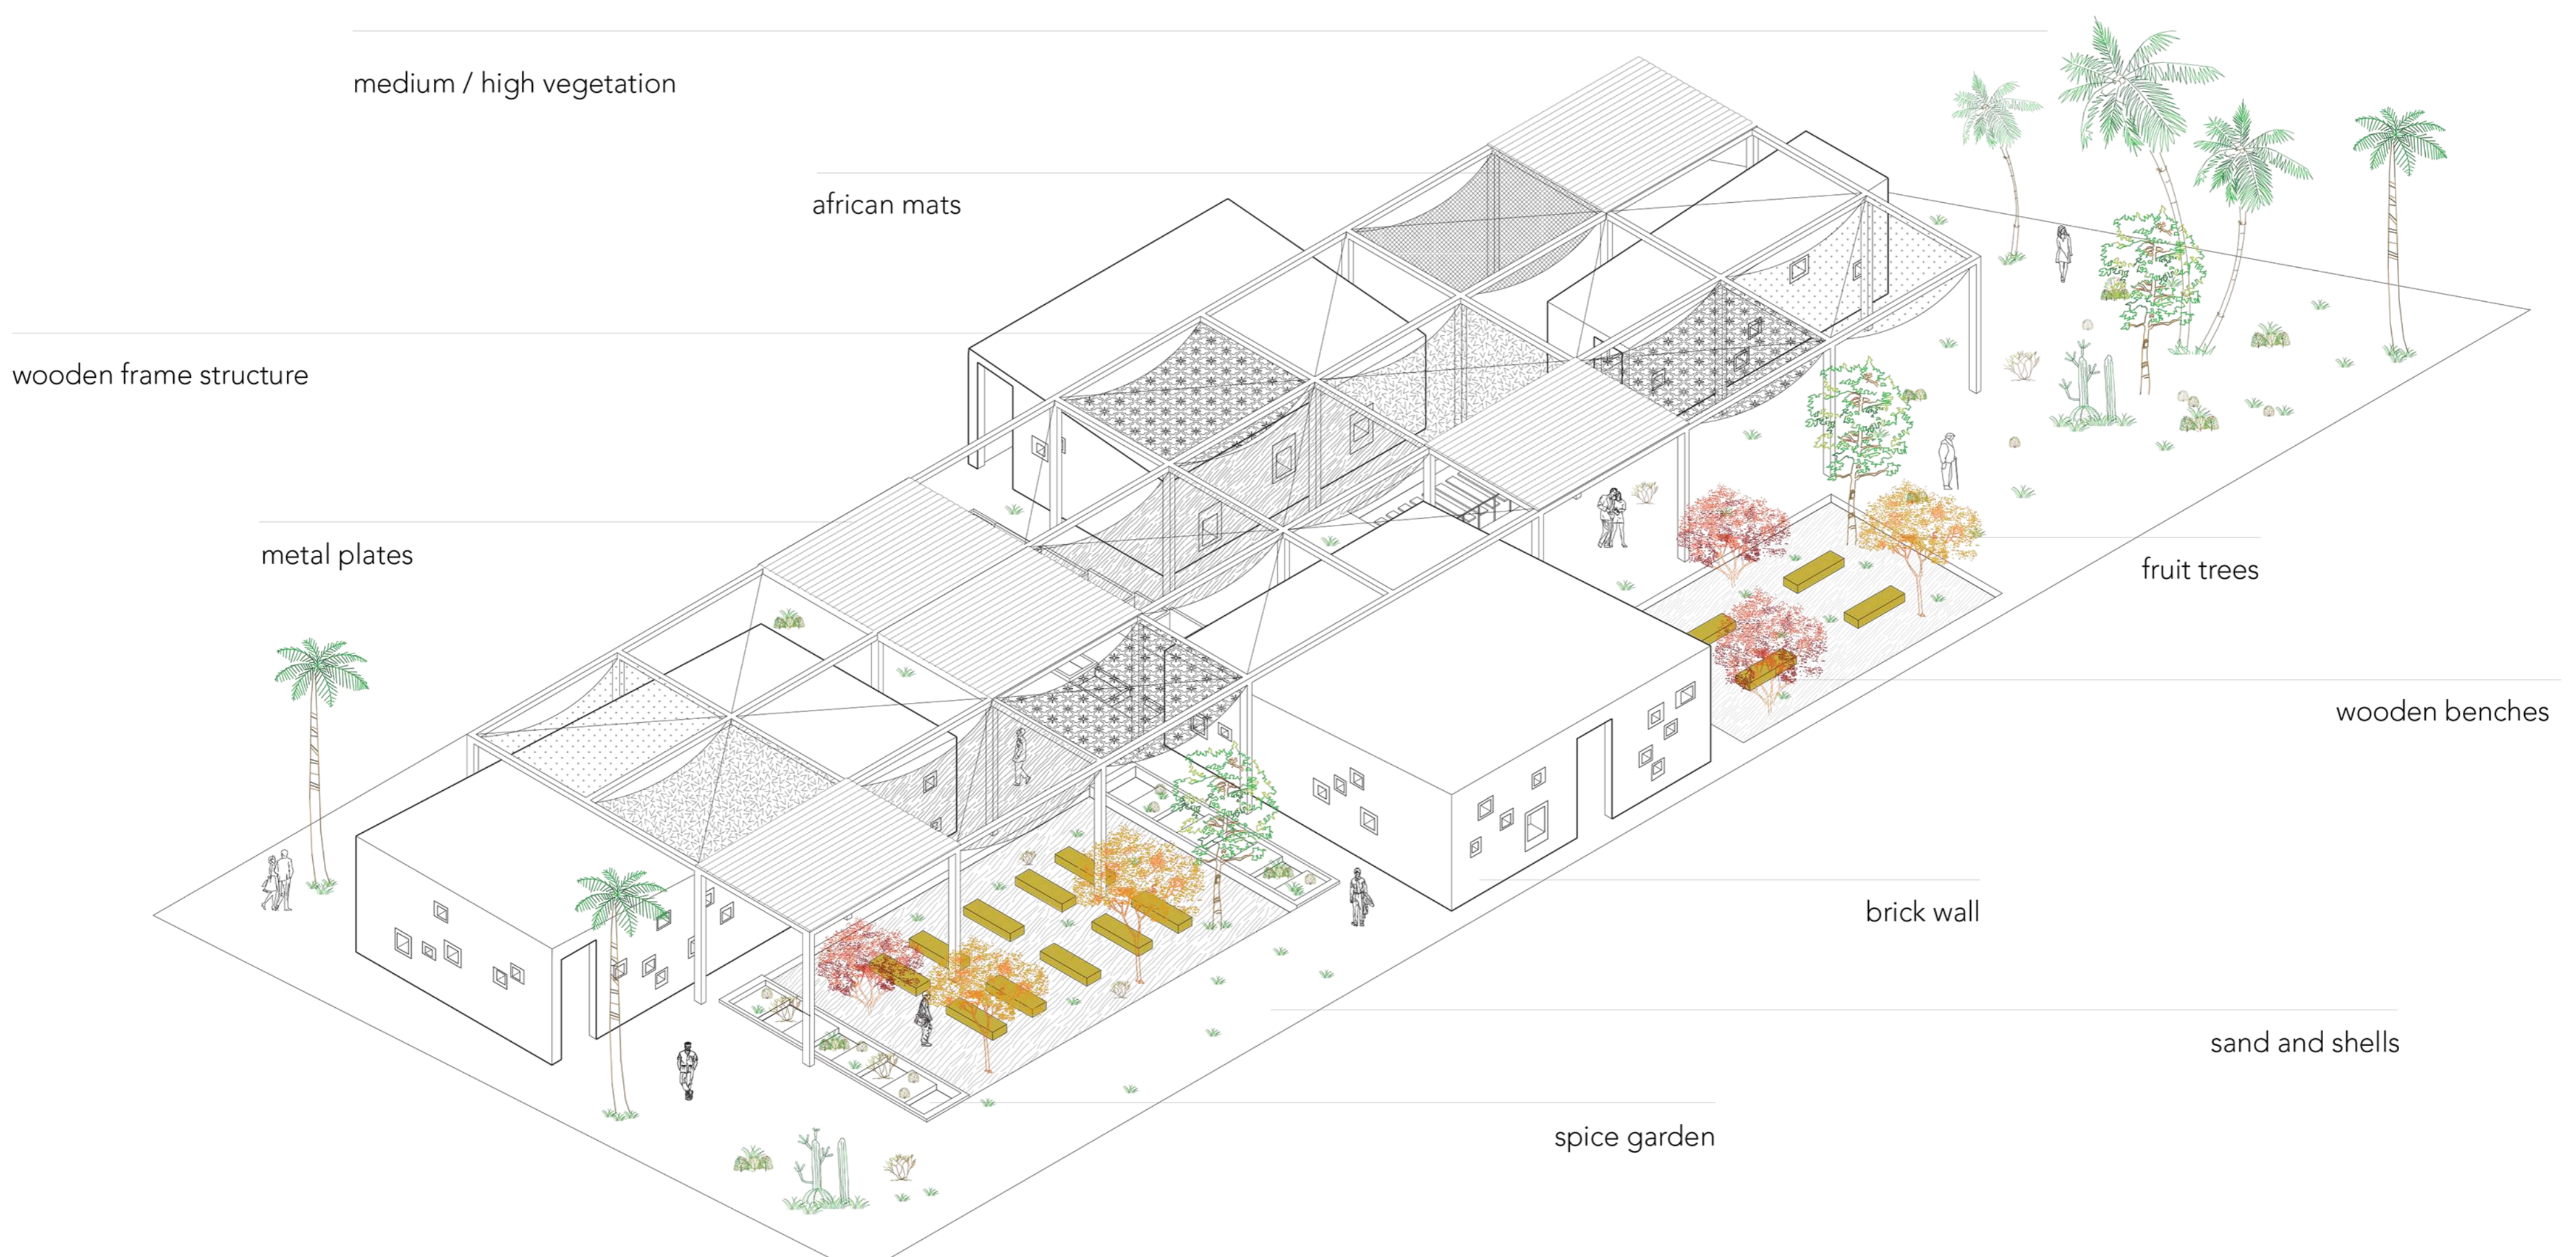 medium / high vegetation
african mats
wooden frame structure
metal plates
fruit trees
wooden benches
brick wall
sand and shells
spice garden